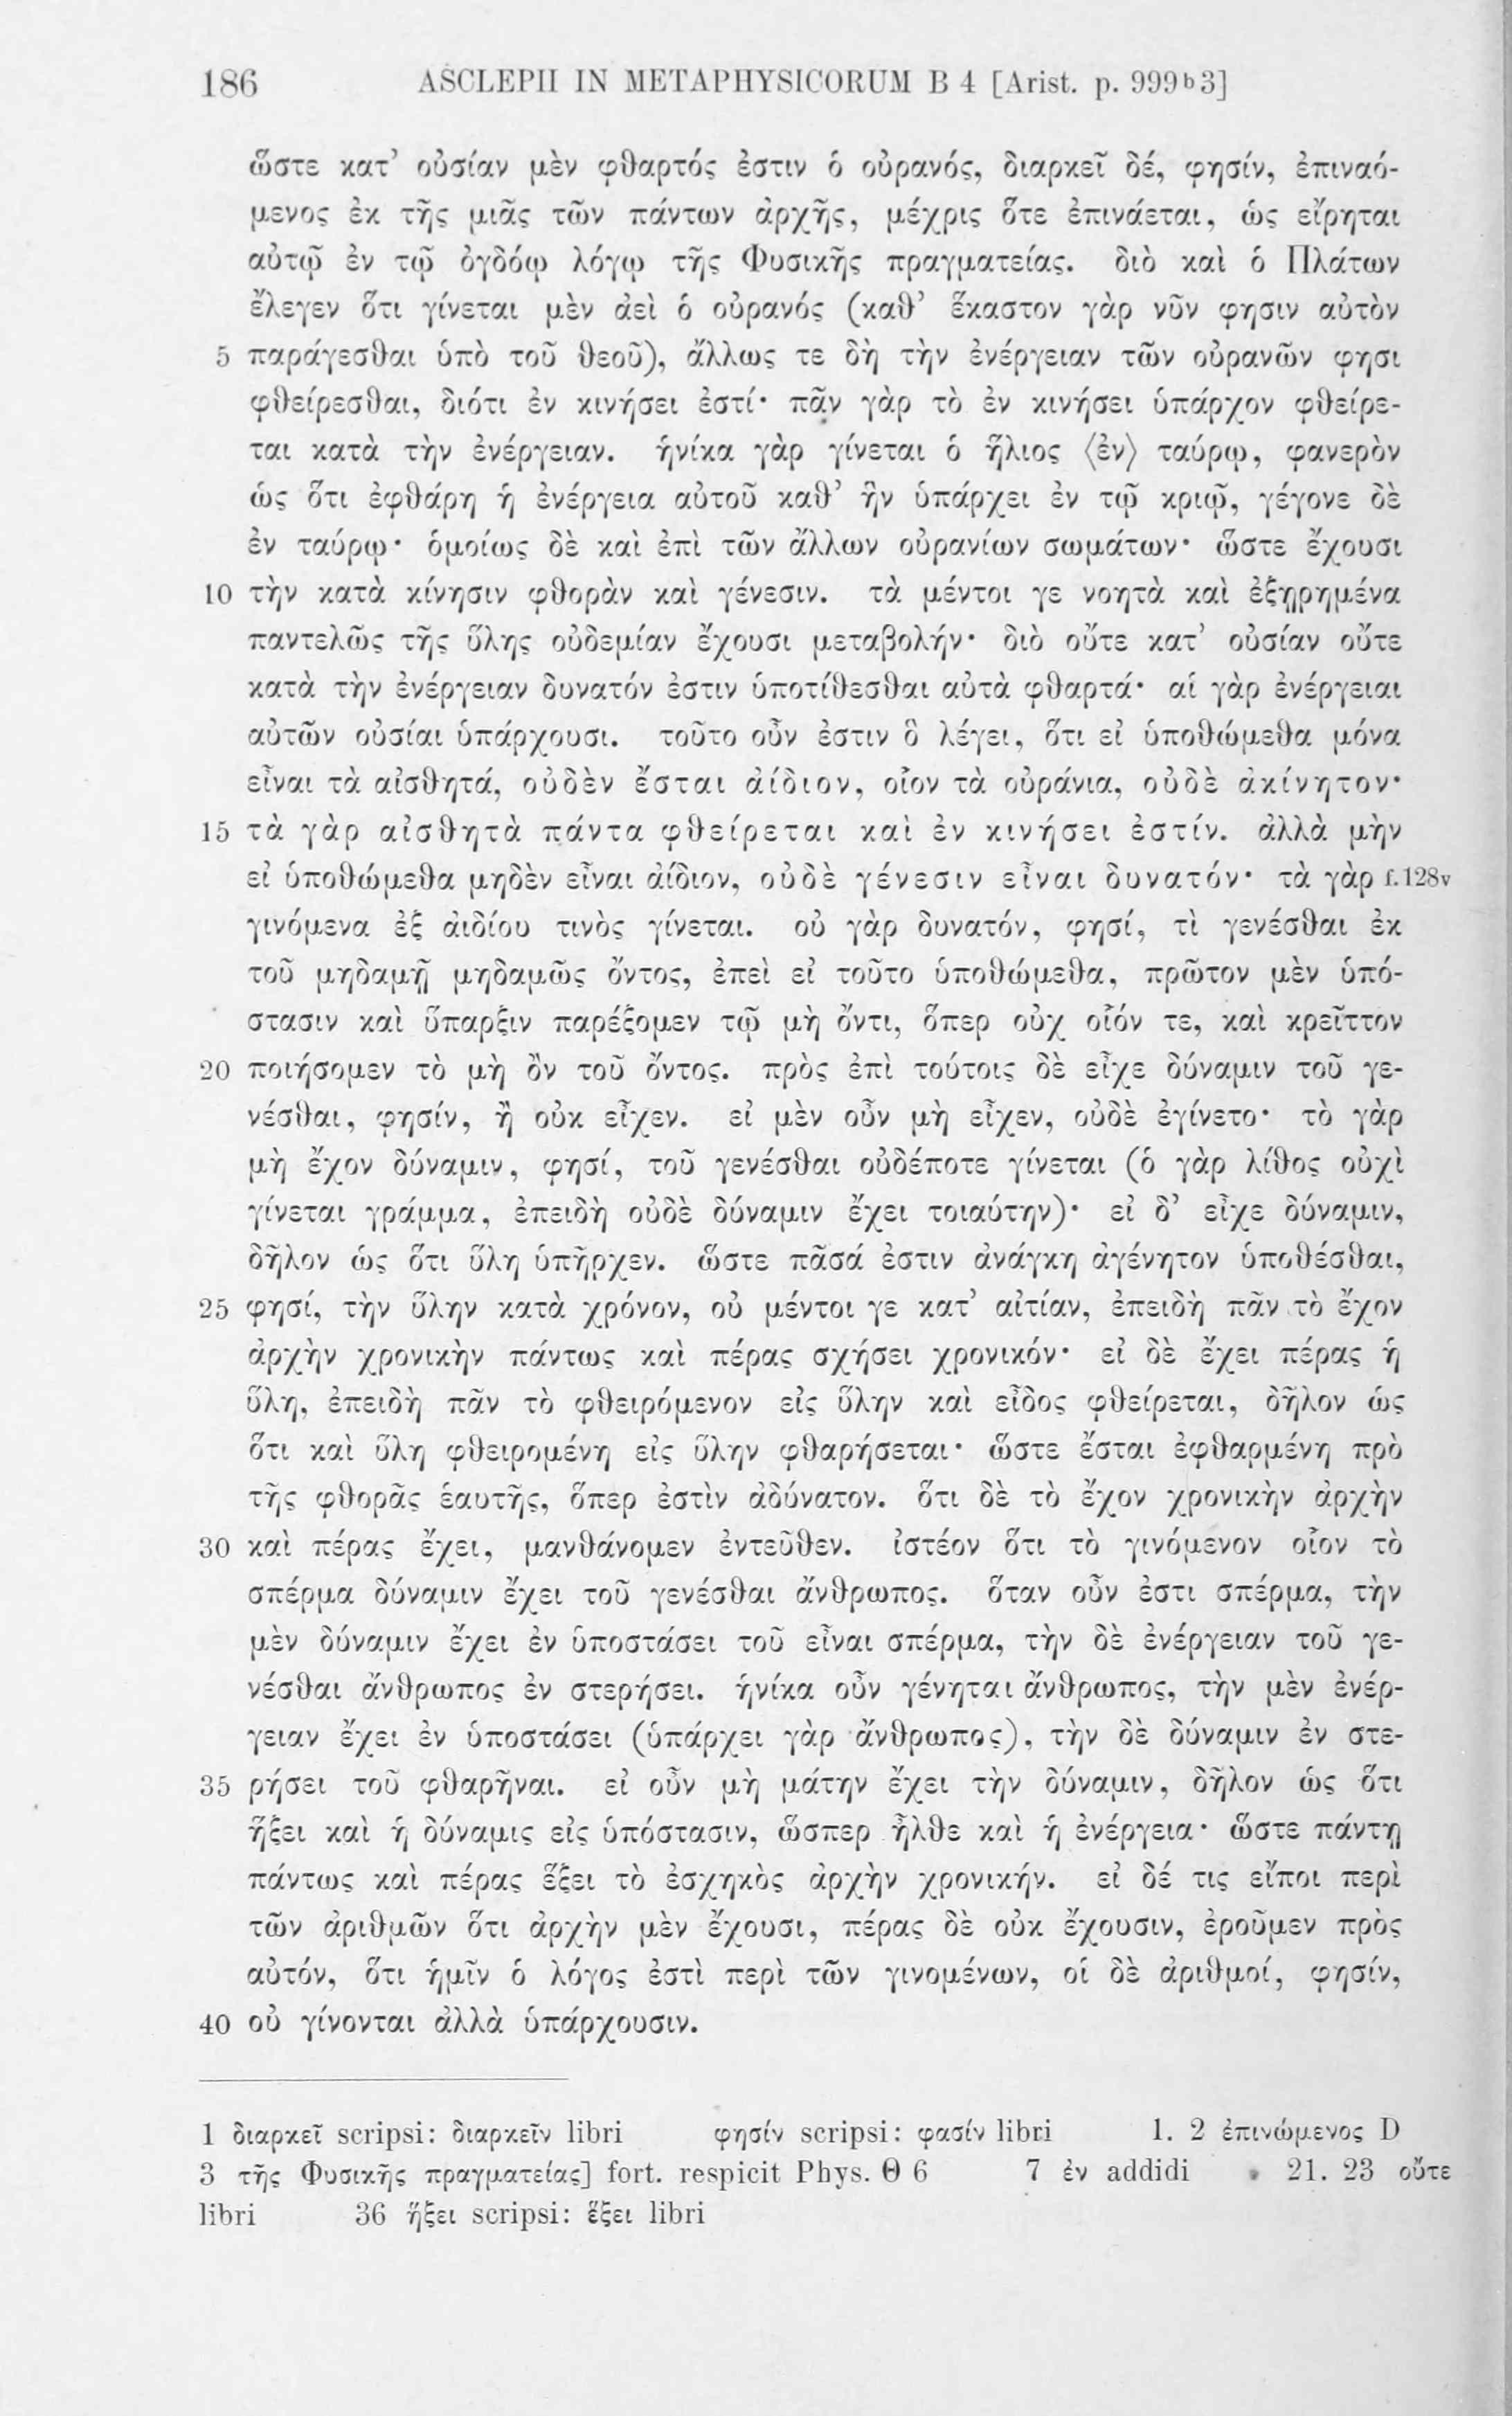 186 ASCLEPII IN METAPHYSICORUM B 4 [Arist. p. 999b3]
ὥστε κατ’ οὐσίαν μὲν φθαρτός ἐστιν ὁ οὐρανός, διαρκεῖ δέ, φησίν, ἐπιναό-
μενος ἐκ τῆς μιᾶς τῶν πάντων ἀρχῆς, μέχρις ὅτε ἐπινάεται, ὡς εἴρηται
αὐτῷ ἐν τῷ ὀγδόῳ λόγῳ τῆς Φυσικῆς πραγματείας. διὸ καὶ ὁ Πλάτων
ἔλεγεν ὅτι γίνεται μὲν ἀεὶ ὁ οὐρανός (καθ’ ἕκαστον γὰρ νῦν φησιν αὐτὸν
5 παράγεσθαι ὑπὸ τοῦ θεοῦ), ἄλλως τε δὴ τὴν ἐνέργειαν τῶν οὐρανῶν φησι
φθείρεσθαι, διότι ἐν κινήσει ἐστί· πᾶν γὰρ τὸ ἐν κινήσει ὑπάρχον φθείρε-
ται κατὰ τὴν ἐνέργειαν. ἡνίκα γὰρ γίνεται ὁ ἥλιος ⟨ἐν⟩ ταύρῳ, φανερὸν
ὡς ὅτι ἐφθάρη ἡ ἐνέργεια αὐτοῦ καθ’ ἣν ὑπάρχει ἐν τῷ κριῷ, γέγονε δὲ
ἐν ταύρῳ· ὁμοίως δὲ καὶ ἐπὶ τῶν ἄλλων οὐρανίων σωμάτων· ὥστε ἔχουσι
10 τὴν κατὰ κίνησιν φθορὰν καὶ γένεσιν. τὰ μέντοι γε νοητὰ καὶ ἐξῃρημένα
παντελῶς τῆς ὕλης οὐδεμίαν ἔχουσι μεταβολήν· διὸ οὔτε κατ’ οὐσίαν οὔτε
κατὰ τὴν ἐνέργειαν δυνατόν ἐστιν ὑποτίθεσθαι αὐτὰ φθαρτά· αἱ γὰρ ἐνέργειαι
αὐτῶν οὐσίαι ὑπάρχουσι. τοῦτο οὖν ἐστιν ὃ λέγει, ὅτι εἰ ὑποθώμεθα μόνα
εἶναι τὰ αἰσθητά, οὐδὲν ἔσται ἀίδιον, οἷον τὰ οὐράνια, οὐδὲ ἀκίνητον·
15 τὰ γὰρ αἰσθητὰ πάντα φθείρεται καὶ ἐν κινήσει ἐστίν. ἀλλὰ μὴν
εἰ ὑποθώμεθα μηδὲν εἶναι ἀίδιον, οὐδὲ γένεσιν εἶναι δυνατόν· τὰ γὰρ f.128v
γινόμενα ἐξ ἀιδίου τινὸς γίνεται. οὐ γὰρ δυνατόν, φησί, τὶ γενέσθαι ἐκ
τοῦ μηδαμῇ μηδαμῶς ὄντος, ἐπεὶ εἰ τοῦτο ὑποθώμεθα, πρῶτον μὲν ὑπό-
στασιν καὶ ὕπαρξιν παρέξομεν τῷ μὴ ὄντι, ὅπερ οὐχ οἷόν τε, καὶ κρεῖττον
20 ποιήσομεν τὸ μὴ ὂν τοῦ ὄντος. πρὸς ἐπὶ τούτοις δὲ εἶχε δύναμιν τοῦ γε-
νέσθαι, φησίν, ἢ οὐκ εἶχεν. εἰ μὲν οὖν μὴ εἶχεν, οὐδὲ ἐγίνετο· τὸ γὰρ
μὴ ἔχον δύναμιν, φησί, τοῦ γενέσθαι οὐδέποτε γίνεται (ὁ γὰρ λίθος οὐχὶ
γίνεται γράμμα, ἐπειδὴ οὐδὲ δύναμιν ἔχει τοιαύτην)· εἰ δ’ εἶχε δύναμιν,
δῆλον ὡς ὅτι ὕλη ὑπῆρχεν. ὥστε πᾶσά ἐστιν ἀνάγκη ἀγένητον ὑποθέσθαι,
25 φησί, τὴν ὕλην κατὰ χρόνον, οὐ μέντοι γε κατ’ αἰτίαν, ἐπειδὴ πᾶν τὸ ἔχον
ἀρχὴν χρονικὴν πάντως καὶ πέρας σχήσει χρονικόν· εἰ δὲ ἔχει πέρας ἡ
ὕλη, ἐπειδὴ πᾶν τὸ φθειρόμενον εἰς ὕλην καὶ εἶδος φθείρεται, δῆλον ὡς
ὅτι καὶ ὕλη φθειρομένη εἰς ὕλην φθαρήσεται· ὥστε ἔσται ἐφθαρμένη πρὸ
τῆς φθορᾶς ἑαυτῆς, ὅπερ ἐστὶν ἀδύνατον. ὅτι δὲ τὸ ἔχον χρονικὴν ἀρχὴν
30 καὶ πέρας ἔχει, μανθάνομεν ἐντεῦθεν. ἰστέον ὅτι τὸ γινόμενον οἷον τὸ
σπέρμα δύναμιν ἔχει τοῦ γενέσθαι ἄνθρωπος. ὅταν οὖν ἐστι σπέρμα, τὴν
μὲν δύναμιν ἔχει ἐν ὑποστάσει τοῦ εἶναι σπέρμα, τὴν δὲ ἐνέργειαν τοῦ γε-
νέσθαι ἄνθρωπος ἐν στερήσει. ἡνίκα οὖν γένηται ἄνθρωπος, τὴν μὲν ἐνέρ-
γειαν ἔχει ἐν ὑποστάσει (ὑπάρχει γὰρ ἄνθρωπος), τὴν δὲ δύναμιν ἐν στε-
35 ρήσει τοῦ φθαρῆναι. εἰ οὖν μὴ μάτην ἔχει τὴν δύναμιν, δῆλον ὡς ὅτι
ἥξει καὶ ἡ δύναμις εἰς ὑπόστασιν, ὥσπερ ἦλθε καὶ ἡ ἐνέργεια· ὥστε πάντῃ
πάντως καὶ πέρας ἕξει τὸ ἐσχηκὸς ἀρχὴν χρονικήν. εἰ δέ τις εἴποι περὶ
τῶν ἀριθμῶν ὅτι ἀρχὴν μὲν ἔχουσι, πέρας δὲ οὐκ ἔχουσιν, ἐροῦμεν πρὸς
αὐτόν, ὅτι ἡμῖν ὁ λόγος ἐστὶ περὶ τῶν γινομένων, οἱ δὲ ἀριθμοί, φησίν,
40 οὐ γίνονται ἀλλὰ ὑπάρχουσιν.
1 διαρκεῖ scripsi: διαρκεῖν libri φησίν scripsi: φασίν libri 1. 2 ἐπινώμενος D
3 τῆς Φυσικῆς πραγματείας] fort. respicit Phys. Θ 6 7 ἐν addidi 21. 23 οὔτε
libri 36 ἥξει scripsi: ἕξει libri